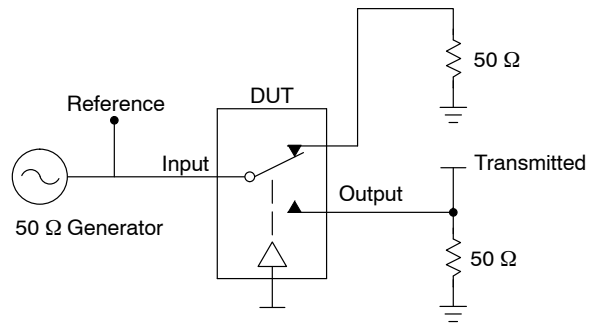 50 Ω
DUT
Reference
Input
Transmitted
Output
50 Ω Generator
50 Ω